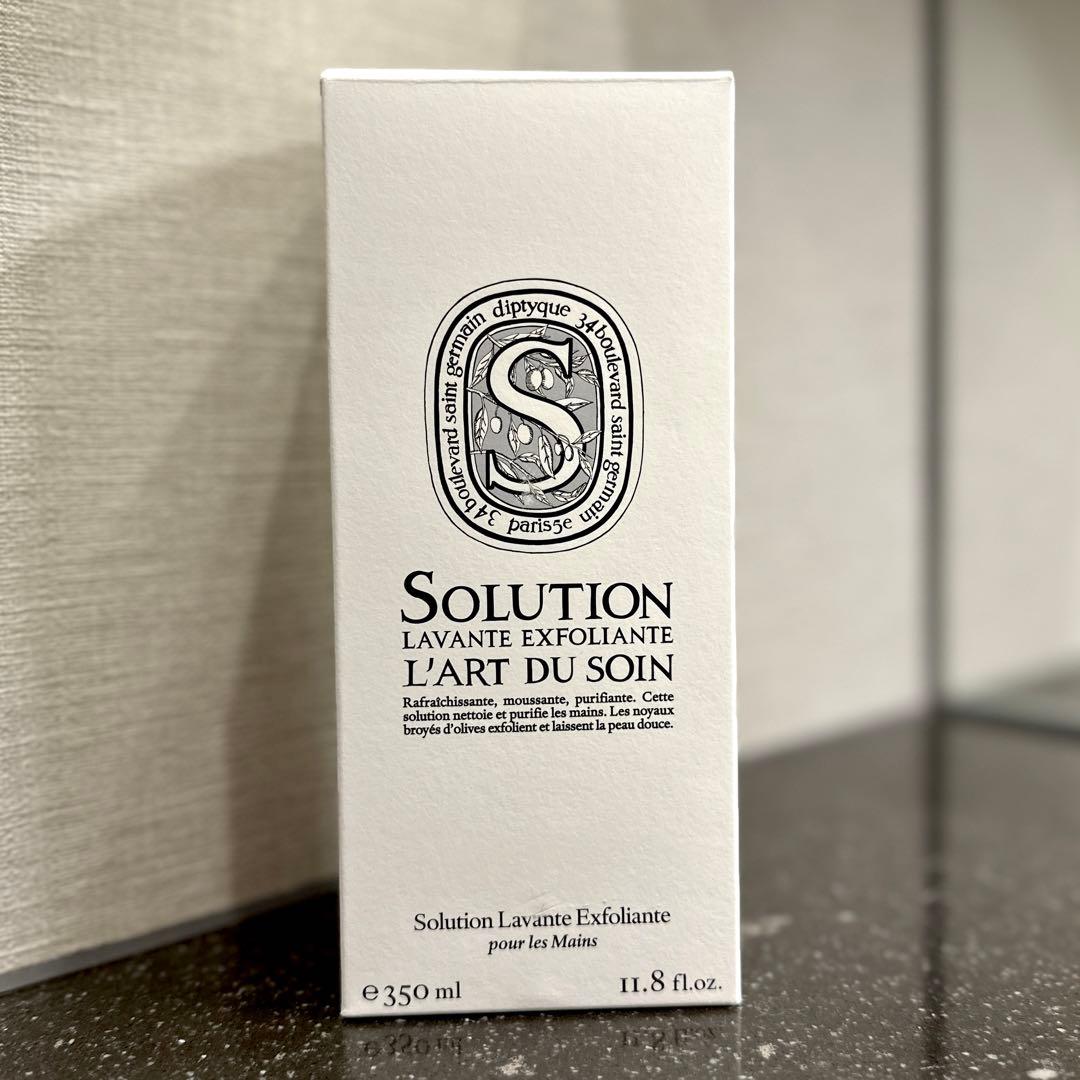 diptyque 34 boulevard saint germain paris5e 34 boulevard saint germain
S
SOLUTION
LAVANTE EXFOLIANTE
L'ART DU SOIN
Rafraîchissante, moussante, purifiante. Cette
solution nettoie et purifie les mains. Les noyaux
broyés d'olives exfolient et laissent la peau douce.
Solution Lavante Exfoliante
pour les Mains
e350 ml 11.8 fl.oz.